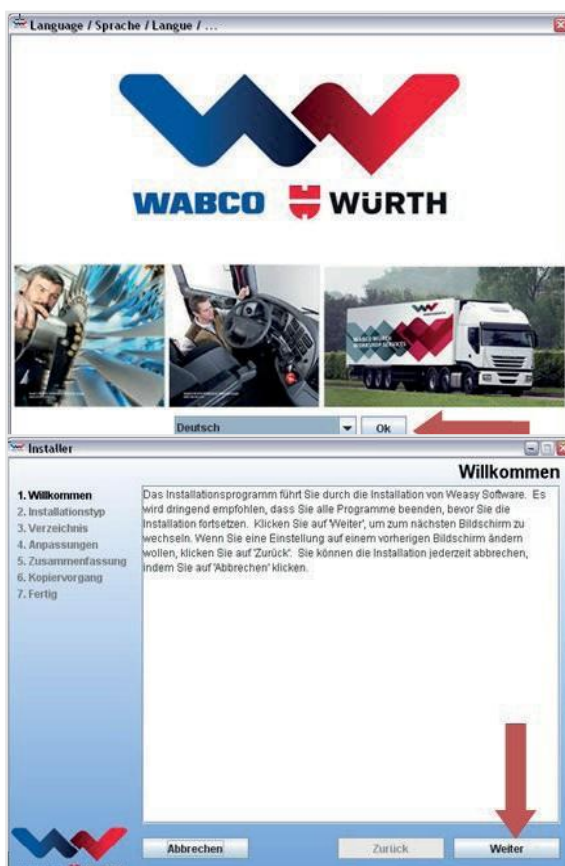 Language / Sprache / Langue / ...
WABCO WÜRTH
WABCO WÜRTH
WORKSHOP SERVICES
Deutsch
Ok
Installer
Willkommen
1. Willkommen
2. Installationstyp
3. Verzeichnis
4. Anpassungen
5. Zusammenfassung
6. Kopiervorgang
7. Fertig
Das Installationsprogramm führt Sie durch die Installation von Weasy Software. Es
wird dringend empfohlen, dass Sie alle Programme beenden, bevor Sie die
Installation fortsetzen. Klicken Sie auf 'Weiter', um zum nächsten Bildschirm zu
wechseln. Wenn Sie eine Einstellung auf einem vorherigen Bildschirm ändern
wollen, klicken Sie auf 'Zurück'. Sie können die Installation jederzeit abbrechen,
indem Sie auf 'Abbrechen' klicken.
Abbrechen
Zurück
Weiter